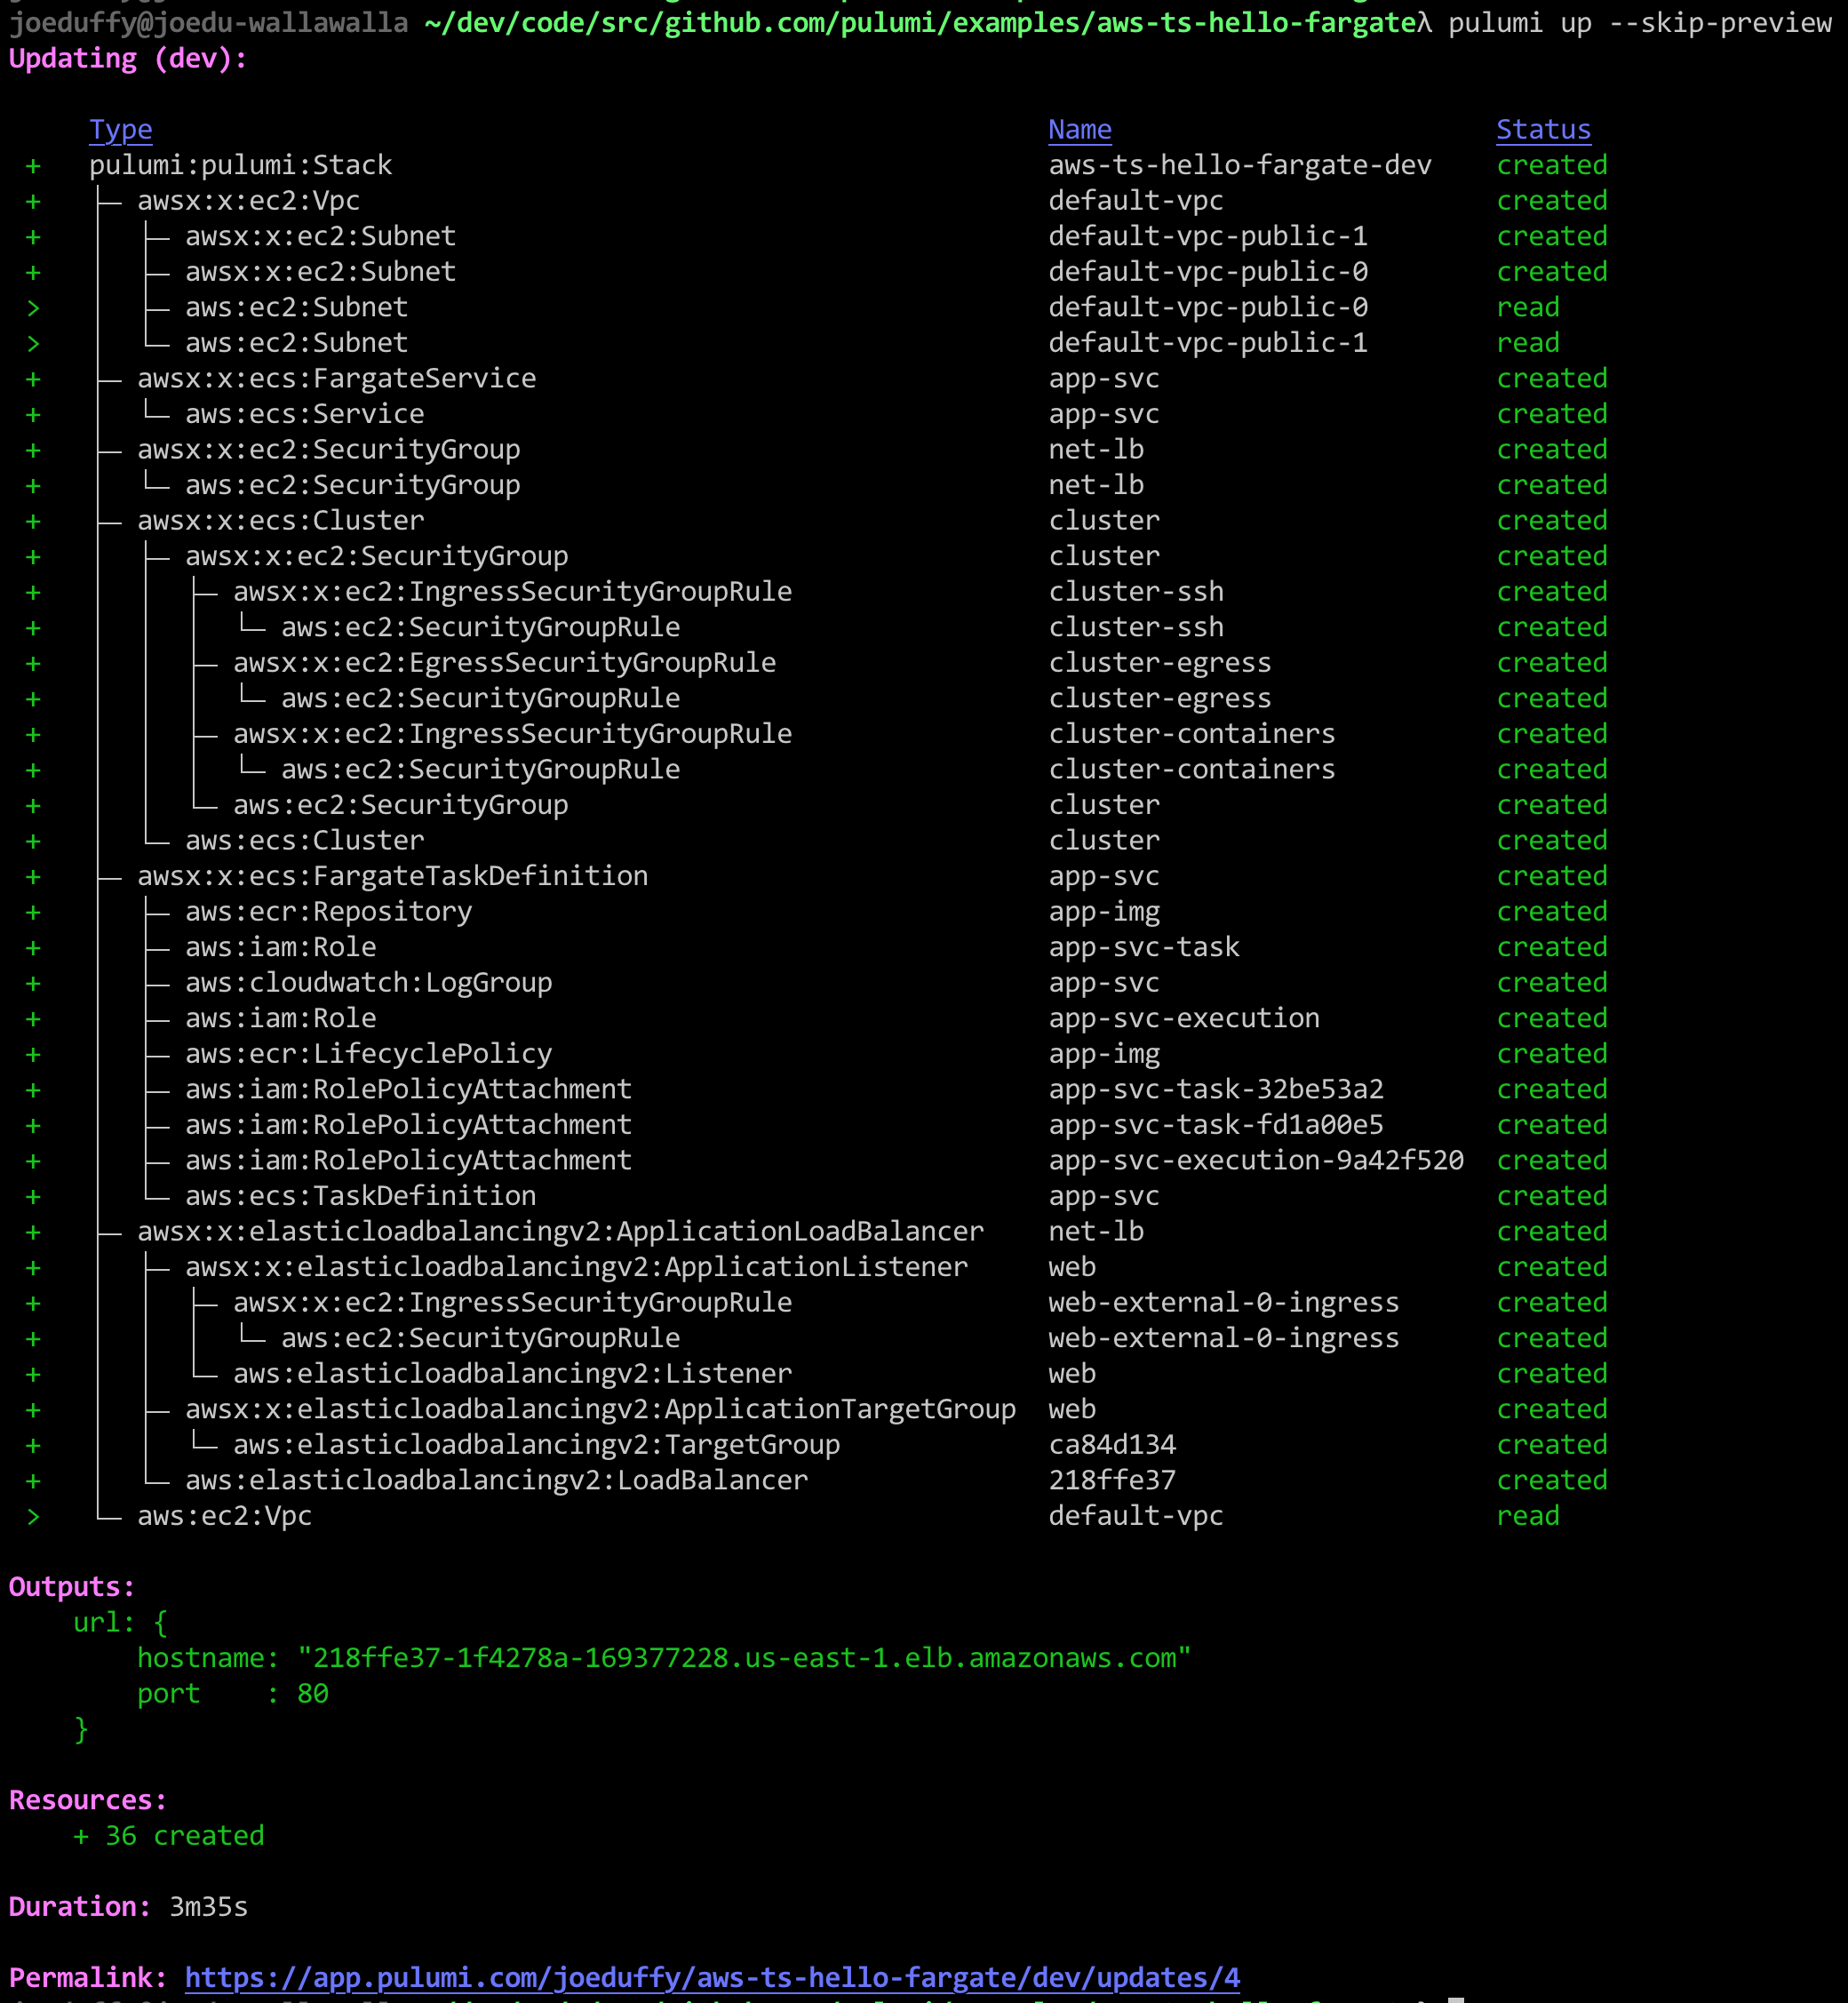 joeduffy@joedu-wallawalla ~/dev/code/src/github.com/pulumi/examples/aws-ts-hello-fargateλ pulumi up --skip-preview
Updating (dev):
Type Name Status
+ pulumi:pulumi:Stack aws-ts-hello-fargate-dev created
+ ├─ awsx:x:ec2:Vpc default-vpc created
+ │ ├─ awsx:x:ec2:Subnet default-vpc-public-1 created
+ │ ├─ awsx:x:ec2:Subnet default-vpc-public-0 created
> │ ├─ aws:ec2:Subnet default-vpc-public-0 read
> │ └─ aws:ec2:Subnet default-vpc-public-1 read
+ ├─ awsx:x:ecs:FargateService app-svc created
+ │ └─ aws:ecs:Service app-svc created
+ ├─ awsx:x:ec2:SecurityGroup net-lb created
+ │ └─ aws:ec2:SecurityGroup net-lb created
+ ├─ awsx:x:ecs:Cluster cluster created
+ │ ├─ awsx:x:ec2:SecurityGroup cluster created
+ │ │ ├─ awsx:x:ec2:IngressSecurityGroupRule cluster-ssh created
+ │ │ │ └─ aws:ec2:SecurityGroupRule cluster-ssh created
+ │ │ ├─ awsx:x:ec2:EgressSecurityGroupRule cluster-egress created
+ │ │ │ └─ aws:ec2:SecurityGroupRule cluster-egress created
+ │ │ ├─ awsx:x:ec2:IngressSecurityGroupRule cluster-containers created
+ │ │ │ └─ aws:ec2:SecurityGroupRule cluster-containers created
+ │ │ └─ aws:ec2:SecurityGroup cluster created
+ │ └─ aws:ecs:Cluster cluster created
+ ├─ awsx:x:ecs:FargateTaskDefinition app-svc created
+ │ ├─ aws:ecr:Repository app-img created
+ │ ├─ aws:iam:Role app-svc-task created
+ │ ├─ aws:cloudwatch:LogGroup app-svc created
+ │ ├─ aws:iam:Role app-svc-execution created
+ │ ├─ aws:ecr:LifecyclePolicy app-img created
+ │ ├─ aws:iam:RolePolicyAttachment app-svc-task-32be53a2 created
+ │ ├─ aws:iam:RolePolicyAttachment app-svc-task-fd1a00e5 created
+ │ ├─ aws:iam:RolePolicyAttachment app-svc-execution-9a42f520 created
+ │ └─ aws:ecs:TaskDefinition app-svc created
+ ├─ awsx:x:elasticloadbalancingv2:ApplicationLoadBalancer net-lb created
+ │ ├─ awsx:x:elasticloadbalancingv2:ApplicationListener web created
+ │ │ ├─ awsx:x:ec2:IngressSecurityGroupRule web-external-0-ingress created
+ │ │ │ └─ aws:ec2:SecurityGroupRule web-external-0-ingress created
+ │ │ └─ aws:elasticloadbalancingv2:Listener web created
+ │ ├─ awsx:x:elasticloadbalancingv2:ApplicationTargetGroup web created
+ │ │ └─ aws:elasticloadbalancingv2:TargetGroup ca84d134 created
+ │ └─ aws:elasticloadbalancingv2:LoadBalancer 218ffe37 created
> └─ aws:ec2:Vpc default-vpc read
Outputs:
url: {
hostname: "218ffe37-1f4278a-169377228.us-east-1.elb.amazonaws.com"
port : 80
}
Resources:
+ 36 created
Duration: 3m35s
Permalink: https://app.pulumi.com/joeduffy/aws-ts-hello-fargate/dev/updates/4